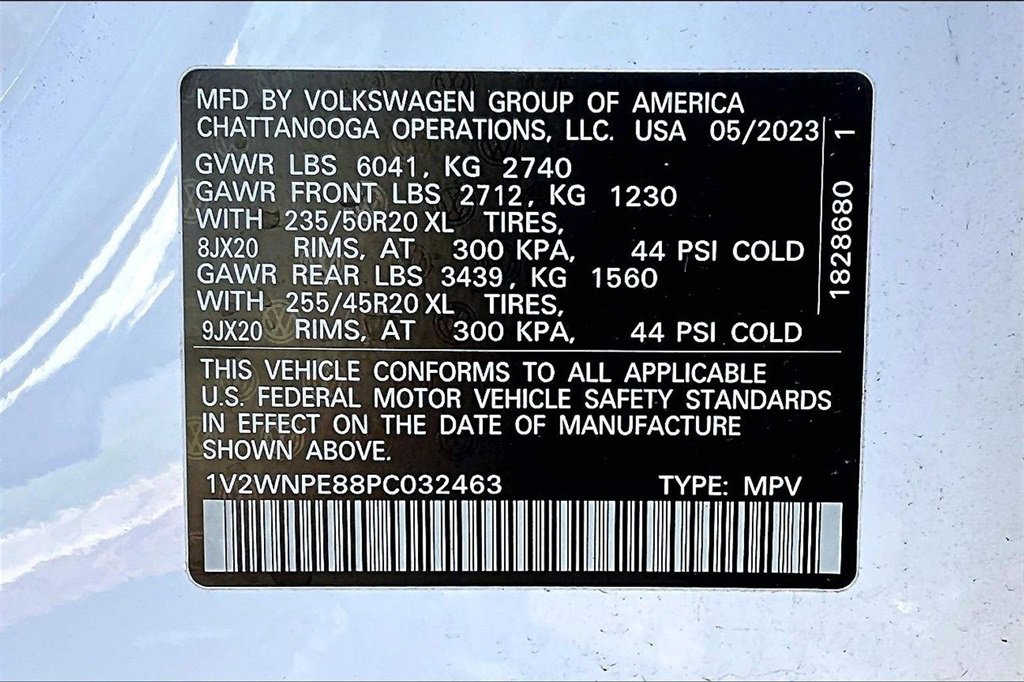 MFD BY VOLKSWAGEN GROUP OF AMERICA
CHATTANOOGA OPERATIONS, LLC. USA 05/2023
GVWR LBS 6041, KG 2740
GAWR FRONT LBS 2712, KG 1230
WITH 235/50R20 XL TIRES,
8JX20 RIMS, AT 300 KPA, 44 PSI COLD
GAWR REAR LBS 3439, KG 1560
WITH 255/45R20 XL TIRES,
9JX20 RIMS, AT 300 KPA, 44 PSI COLD
1828680 1
THIS VEHICLE CONFORMS TO ALL APPLICABLE
U.S. FEDERAL MOTOR VEHICLE SAFETY STANDARDS
IN EFFECT ON THE DATE OF MANUFACTURE
SHOWN ABOVE.
1V2WNPE88PC032463 TYPE: MPV